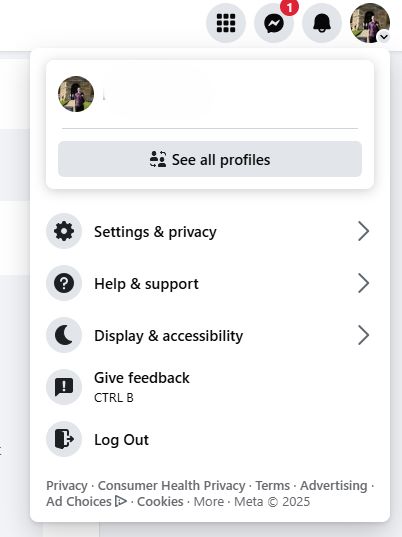 1
See all profiles
Settings & privacy
Help & support
Display & accessibility
Give feedback
CTRL B
Log Out
Privacy · Consumer Health Privacy · Terms · Advertising ·
Ad Choices · Cookies · More · Meta © 2025